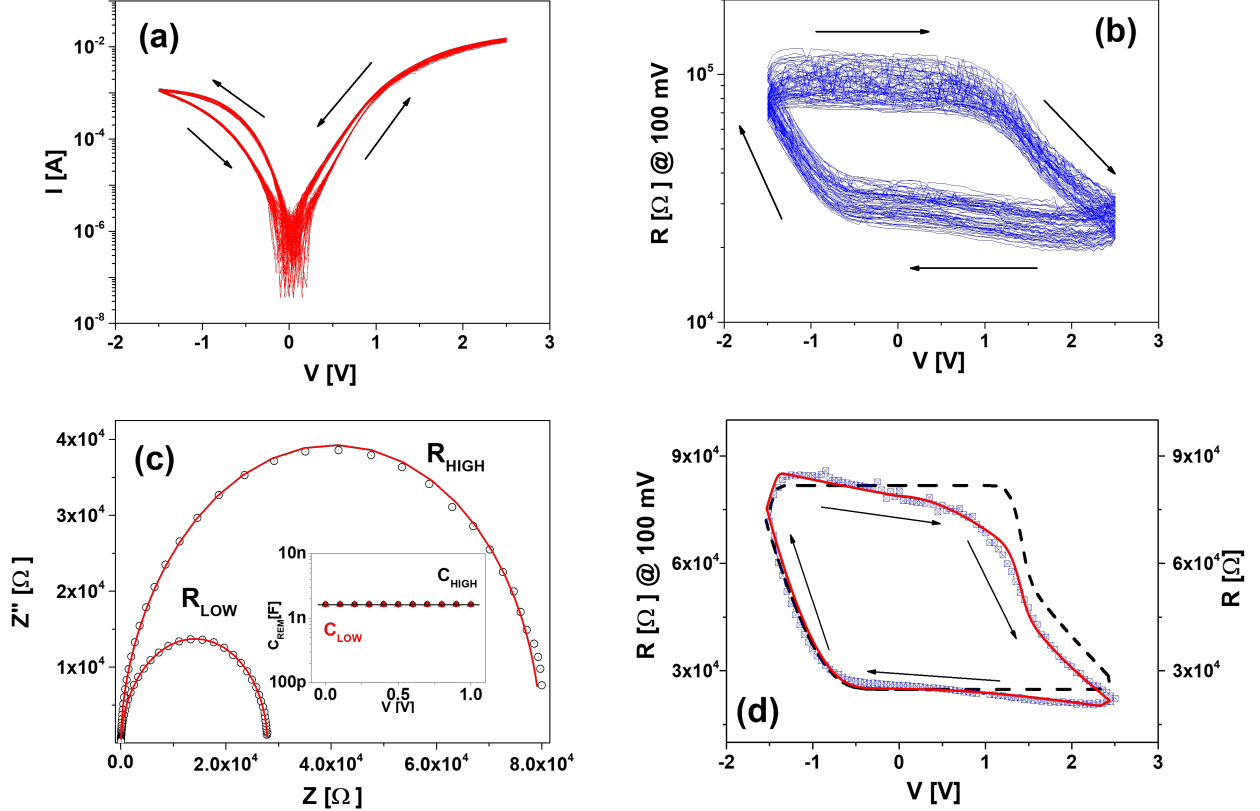 (a)
I [A]
10^-2
10^-4
10^-6
10^-8
-2 -1 0 1 2 3
V [V]
(b)
R [Ω ] @ 100 mV
10^5
10^4
-2 -1 0 1 2 3
V [V]
(c)
Z'' [Ω]
4x10^4
3x10^4
2x10^4
1x10^4
0.0 2.0x10^4 4.0x10^4 6.0x10^4 8.0x10^4
Z [Ω ]
R_HIGH
R_LOW
C_REM[F]
10n
1n
100p
C_HIGH
C_LOW
0.0 0.5 1.0
V [V]
(d)
R [Ω ] @ 100 mV
9x10^4
6x10^4
3x10^4
-2 -1 0 1 2 3
V [V]
9x10^4
6x10^4
3x10^4
R [Ω]